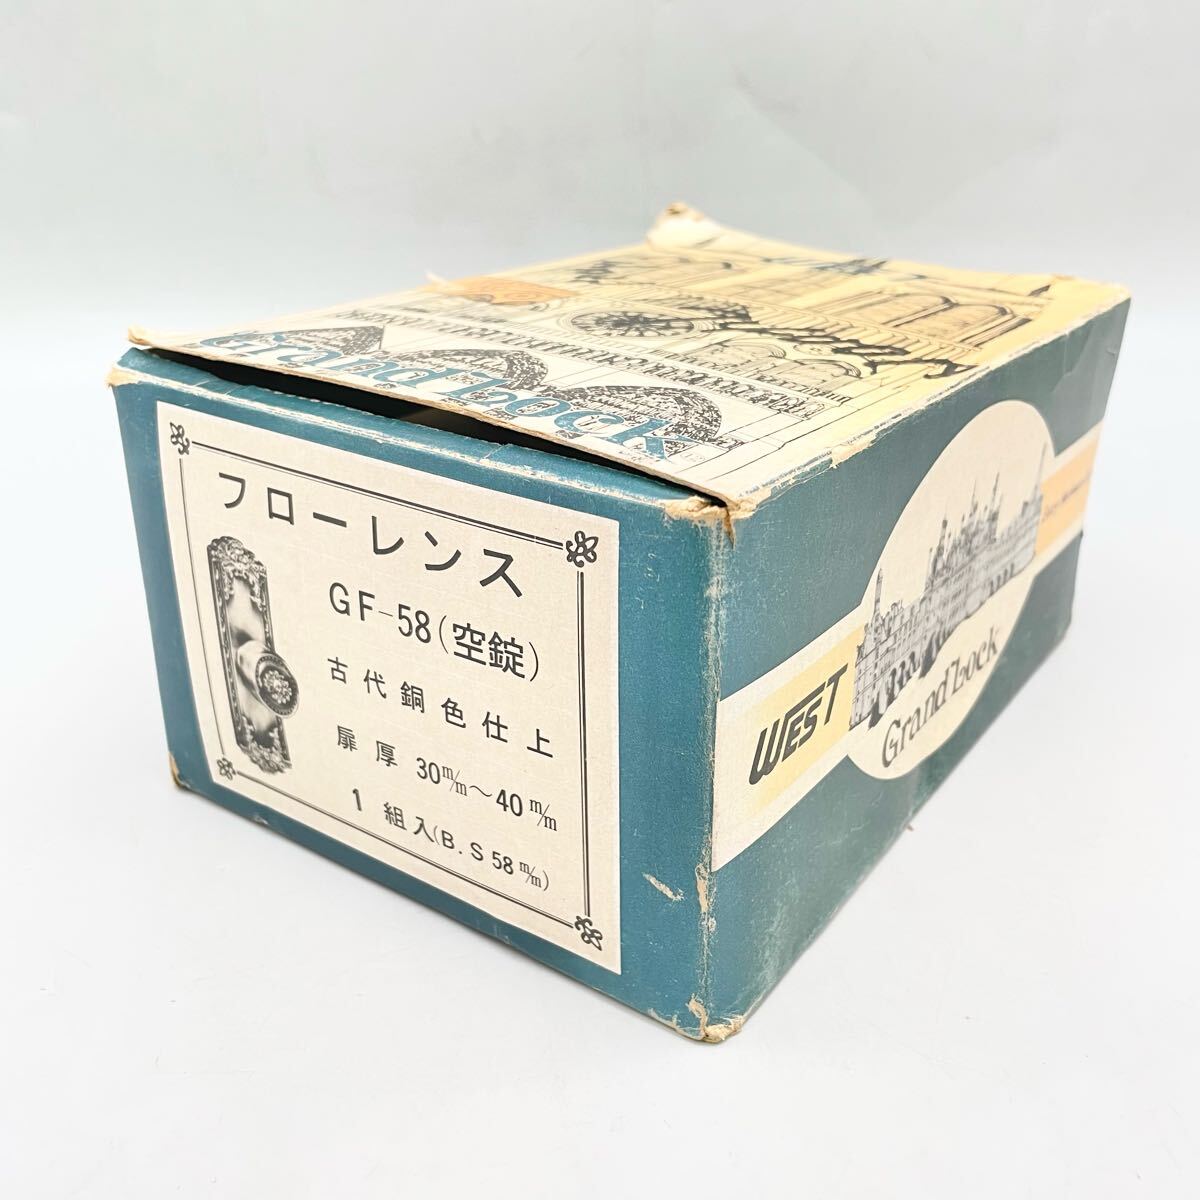 Grand Lock
フローレンス
GF-58(空錠)
古代銅色仕上
扉厚 30m/m～40m/m
1組入(B.S58m/m)
WEST
Grand Lock